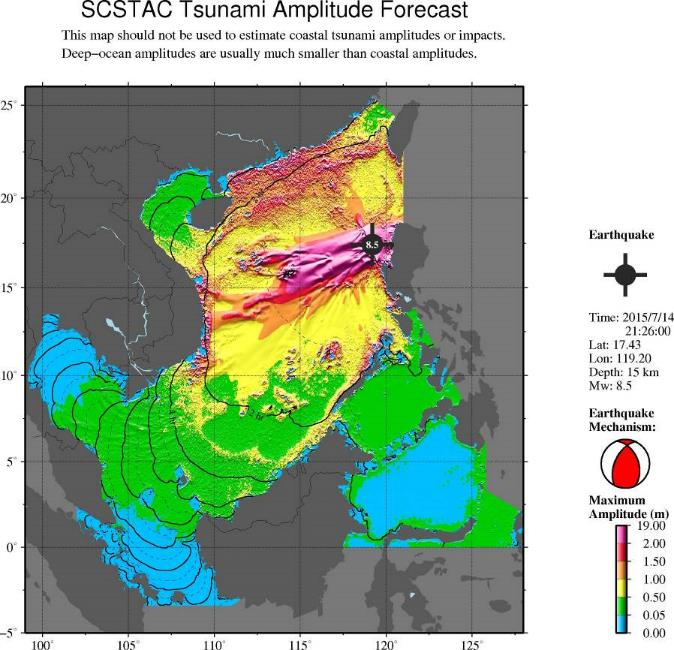 SCSTAC Tsunami Amplitude Forecast
This map should not be used to estimate coastal tsunami amplitudes or impacts.
Deep−ocean amplitudes are usually much smaller than coastal amplitudes.
25°
20°
15°
10°
5°
0°
−5°
100°
105°
110°
115°
120°
125°
8.5
Earthquake
Time: 2015/7/14
21:26:00
Lat: 17.43
Lon: 119.20
Depth: 15 km
Mw: 8.5
Earthquake
Mechanism:
Maximum
Amplitude (m)
19.00
2.00
1.50
1.00
0.50
0.05
0.00